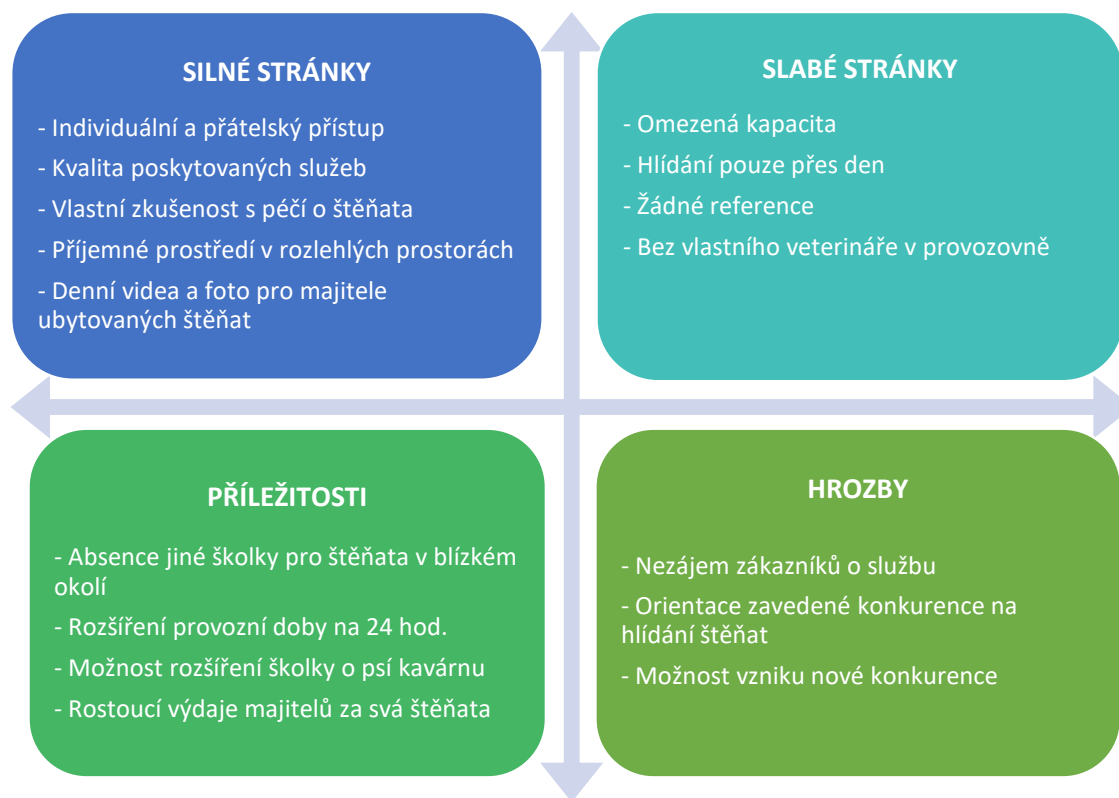 SILNÉ STRÁNKY
- Individuální a přátelský přístup
- Kvalita poskytovaných služeb
- Vlastní zkušenost s péčí o štěňata
- Příjemné prostředí v rozlehlých prostorách
- Denní videa a foto pro majitele
ubytovaných štěňat
SLABÉ STRÁNKY
- Omezená kapacita
- Hlídání pouze přes den
- Žádné reference
- Bez vlastního veterináře v provozovně
PŘÍLEŽITOSTI
- Absence jiné školky pro štěňata v blízkém
okolí
- Rozšíření provozní doby na 24 hod.
- Možnost rozšíření školky o psí kavárnu
- Rostoucí výdaje majitelů za svá štěňata
HROZBY
- Nezájem zákazníků o službu
- Orientace zavedené konkurence na
hlídání štěňat
- Možnost vzniku nové konkurence